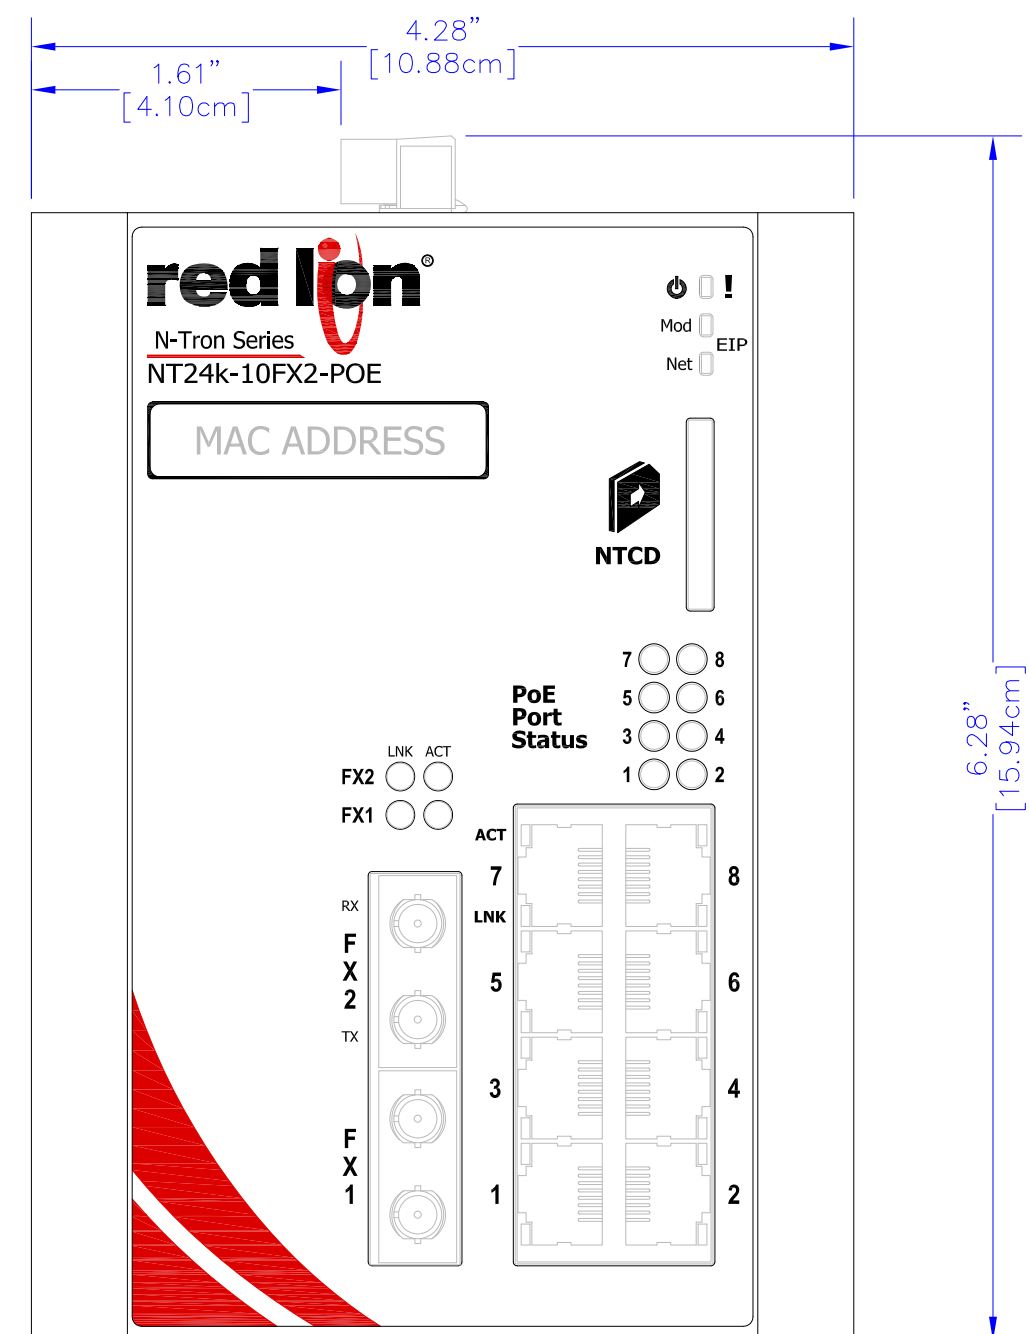 4.28”
[10.88cm]
1.61”
[4.10cm]
red lion®
N-Tron Series
NT24k-10FX2-POE
!
Mod
EIP
Net
MAC ADDRESS
NTCD
6.28”
[15.94cm]
7 8
PoE
Port
Status
5 6
3 4
1 2
LNK ACT
FX2
FX1
ACT
7 8
LNK
RX
FX2
TX
5 6
3 4
FX1
1 2